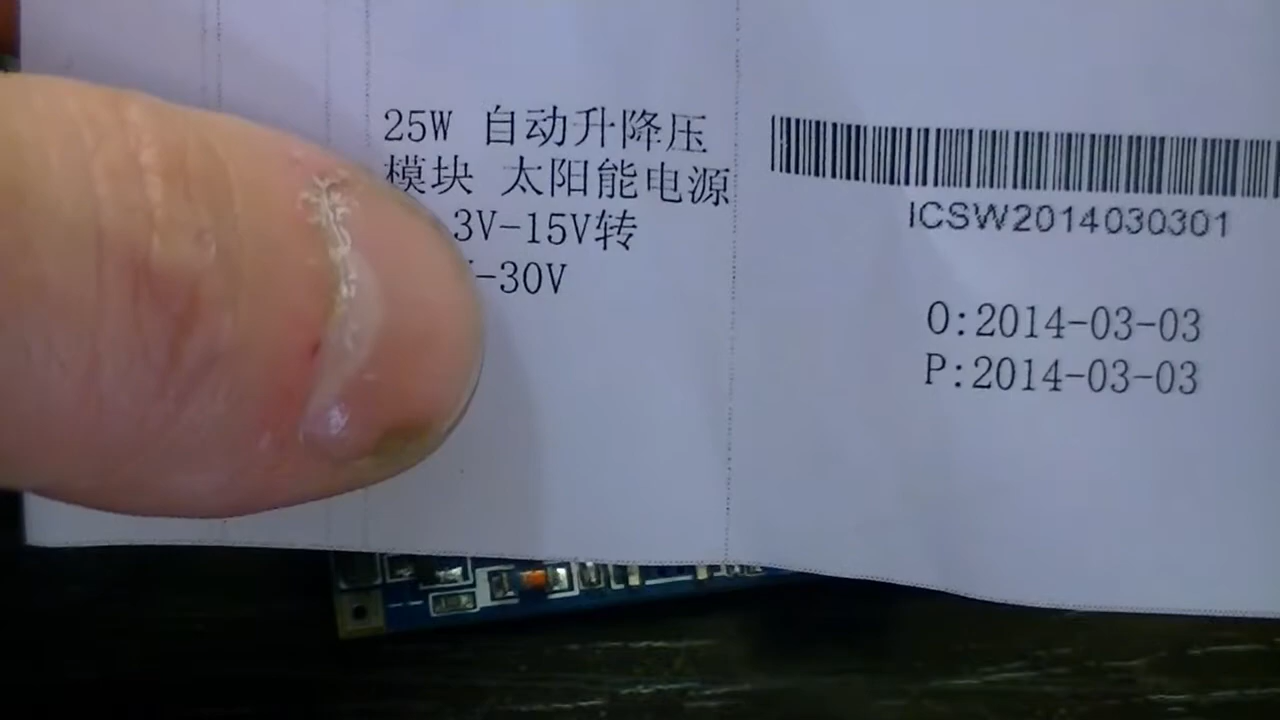 25W 自动升降压
模块 太阳能电源
3V-15V转
-30V
ICSW2014030301
O:2014-03-03
P:2014-03-03